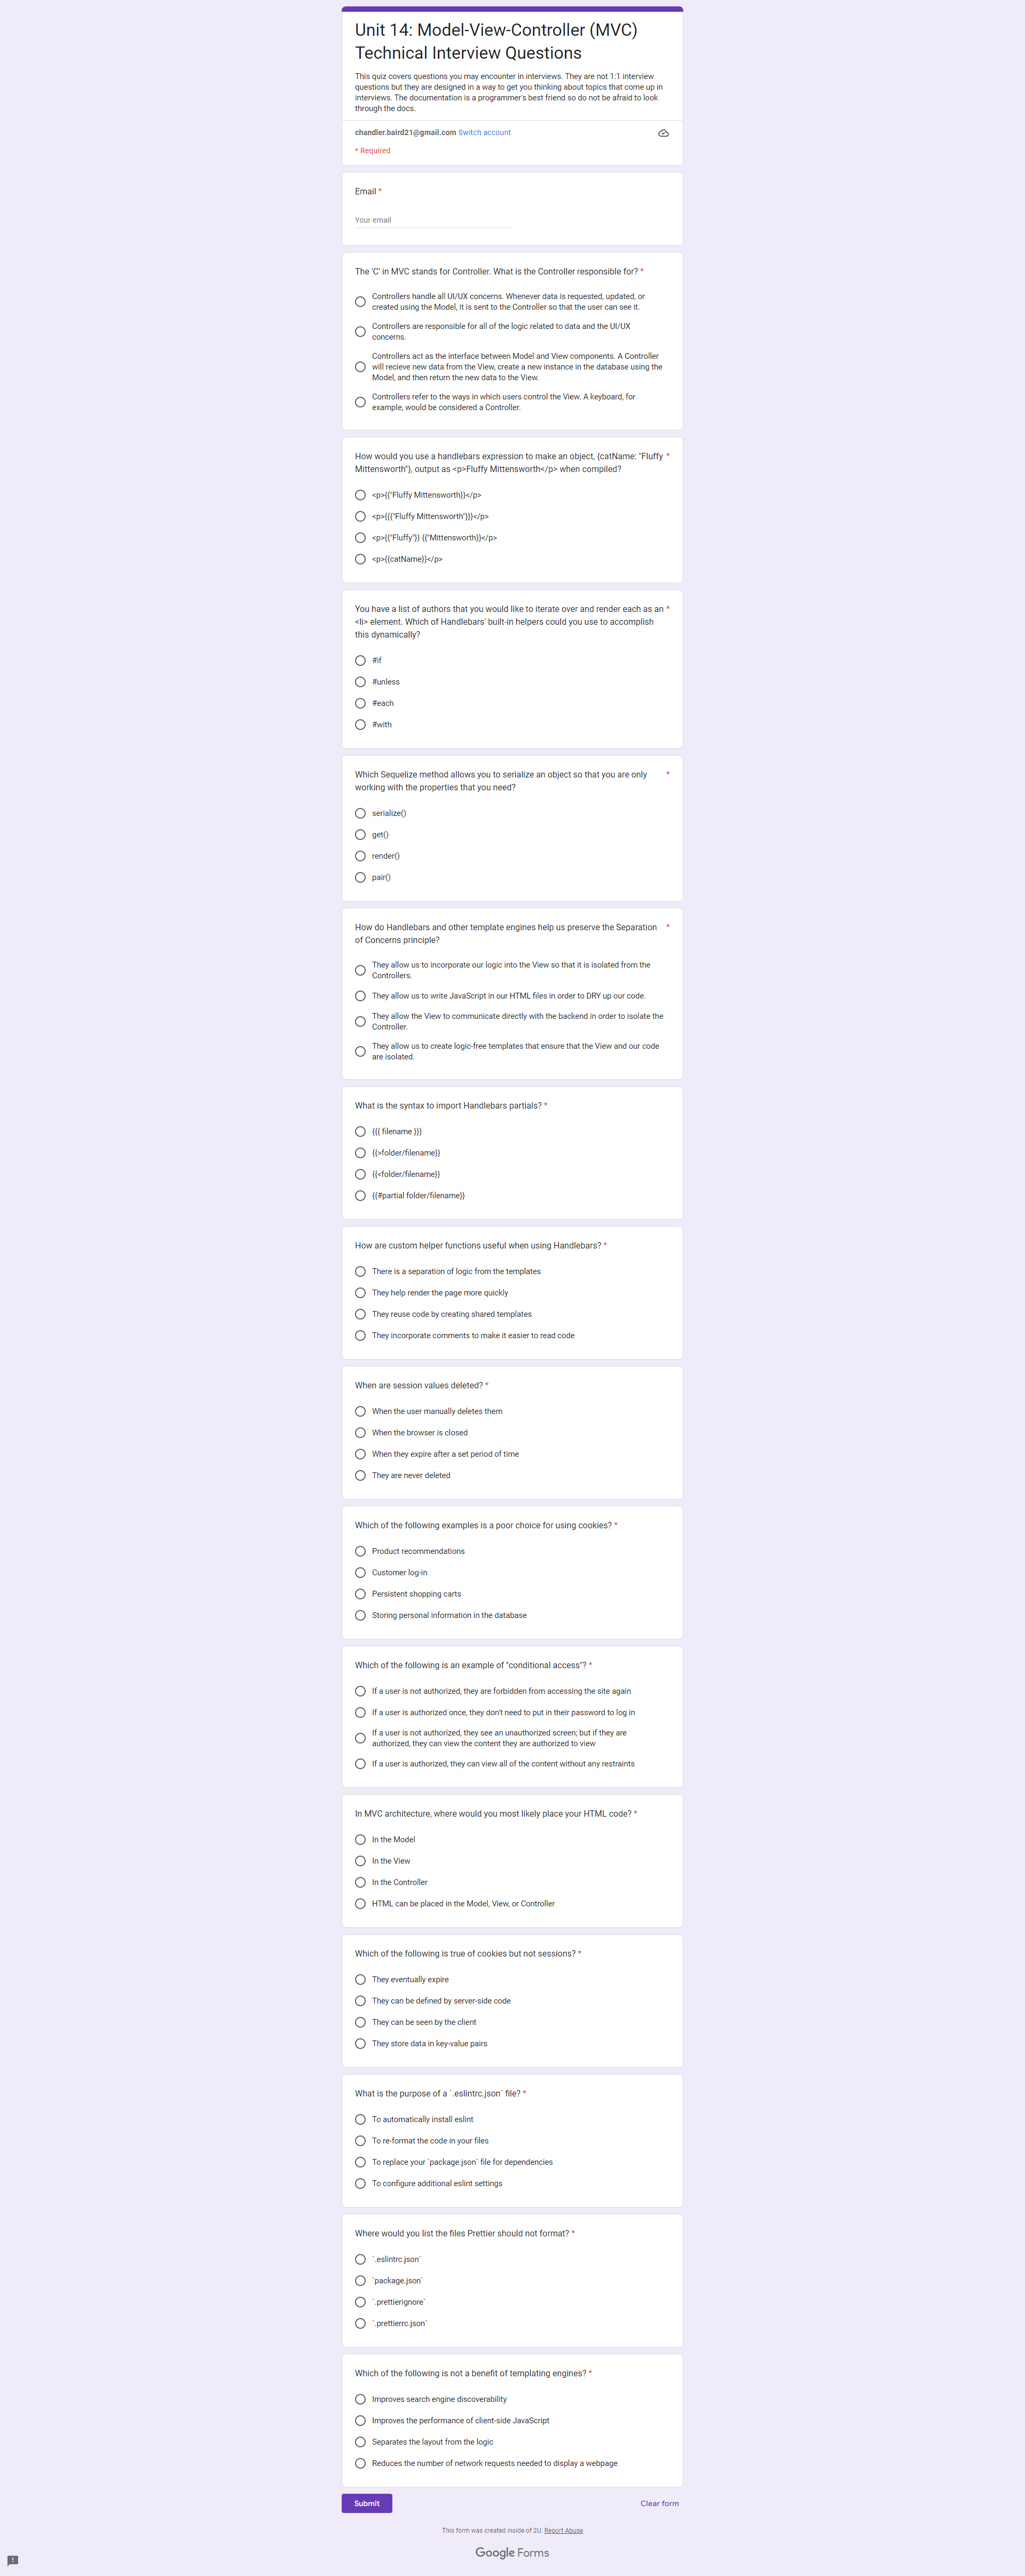 Unit 14: Model-View-Controller (MVC)
Technical Interview Questions
This quiz covers questions you may encounter in interviews. They are not 1:1 interview
questions but they are designed in a way to get you thinking about topics that come up in
interviews. The documentation is a programmer's best friend so do not be afraid to look
through the docs.
chandler.baird21@gmail.com Switch account
* Required
Email *
Your email
The 'C' in MVC stands for Controller. What is the Controller responsible for? *
Controllers handle all UI/UX concerns. Whenever data is requested, updated, or
created using the Model, it is sent to the Controller so that the user can see it.
Controllers are responsible for all of the logic related to data and the UI/UX
concerns.
Controllers act as the interface between Model and View components. A Controller
will recieve new data from the View, create a new instance in the database using the
Model, and then return the new data to the View.
Controllers refer to the ways in which users control the View. A keyboard, for
example, would be considered a Controller.
How would you use a handlebars expression to make an object, {catName: "Fluffy *
Mittensworth"}, output as <p>Fluffy Mittensworth</p> when compiled?
<p>{{"Fluffy Mittensworth}}</p>
<p>{{{"Fluffy Mittensworth"}}}</p>
<p>{{"Fluffy"}} {{"Mittensworth}}</p>
<p>{{catName}}</p>
You have a list of authors that you would like to iterate over and render each as an *
<li> element. Which of Handlebars' built-in helpers could you use to accomplish
this dynamically?
#if
#unless
#each
#with
Which Sequelize method allows you to serialize an object so that you are only *
working with the properties that you need?
serialize()
get()
render()
pair()
How do Handlebars and other template engines help us preserve the Separation *
of Concerns principle?
They allow us to incorporate our logic into the View so that it is isolated from the
Controllers.
They allow us to write JavaScript in our HTML files in order to DRY up our code.
They allow the View to communicate directly with the backend in order to isolate the
Controller.
They allow us to create logic-free templates that ensure that the View and our code
are isolated.
What is the syntax to import Handlebars partials? *
{{{ filename }}}
{{>folder/filename}}
{{<folder/filename}}
{{#partial folder/filename}}
How are custom helper functions useful when using Handlebars? *
There is a separation of logic from the templates
They help render the page more quickly
They reuse code by creating shared templates
They incorporate comments to make it easier to read code
When are session values deleted? *
When the user manually deletes them
When the browser is closed
When they expire after a set period of time
They are never deleted
Which of the following examples is a poor choice for using cookies? *
Product recommendations
Customer log-in
Persistent shopping carts
Storing personal information in the database
Which of the following is an example of "conditional access"? *
If a user is not authorized, they are forbidden from accessing the site again
If a user is authorized once, they don't need to put in their password to log in
If a user is not authorized, they see an unauthorized screen; but if they are
authorized, they can view the content they are authorized to view
If a user is authorized, they can view all of the content without any restraints
In MVC architecture, where would you most likely place your HTML code? *
In the Model
In the View
In the Controller
HTML can be placed in the Model, View, or Controller
Which of the following is true of cookies but not sessions? *
They eventually expire
They can be defined by server-side code
They can be seen by the client
They store data in key-value pairs
What is the purpose of a `.eslintrc.json` file? *
To automatically install eslint
To re-format the code in your files
To replace your `package.json` file for dependencies
To configure additional eslint settings
Where would you list the files Prettier should not format? *
`.eslintrc.json`
`package.json`
`.prettierignore`
`.prettierrc.json`
Which of the following is not a benefit of templating engines? *
Improves search engine discoverability
Improves the performance of client-side JavaScript
Separates the layout from the logic
Reduces the number of network requests needed to display a webpage
Submit
Clear form
This form was created inside of 2U. Report Abuse
Google Forms